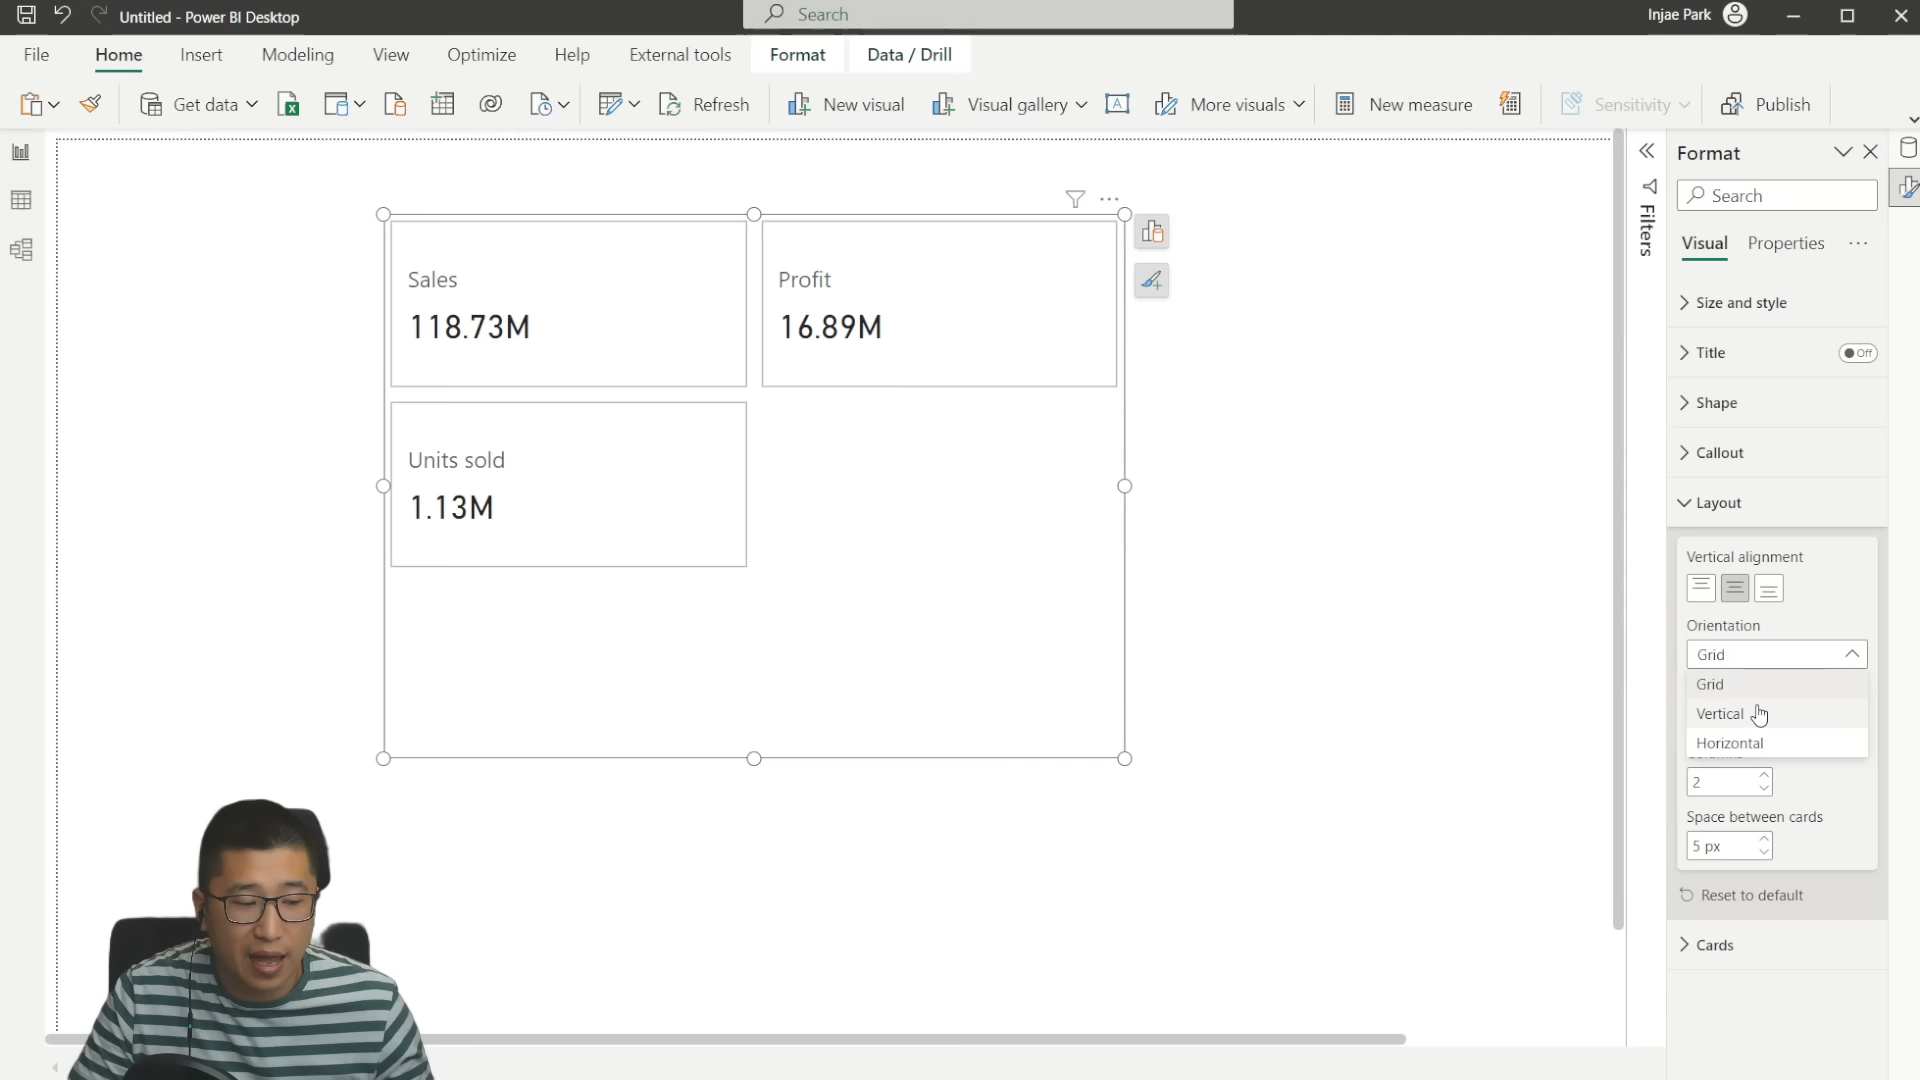 Untitled - Power BI Desktop
Search
Injae Park
File
Home
Insert
Modeling
View
Optimize
Help
External tools
Format
Data / Drill
Get data
Refresh
New visual
Visual gallery
More visuals
New measure
Sensitivity
Publish
Sales
118.73M
Profit
16.89M
Units sold
1.13M
Filters
Format
Search
Visual
Properties
Size and style
Title
Off
Shape
Callout
Layout
Vertical alignment
Orientation
Grid
Grid
Vertical
Horizontal
2
Space between cards
5 px
Reset to default
Cards